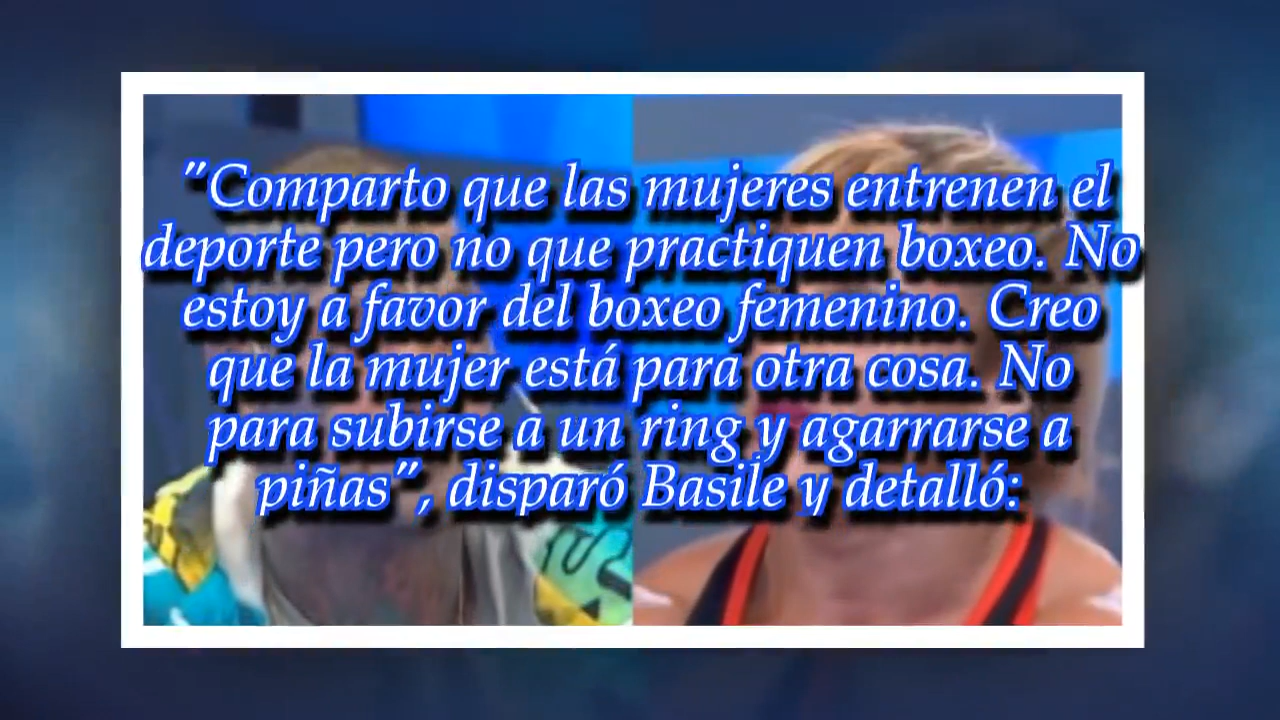 "Comparto que las mujeres entrenen el
deporte pero no que practiquen boxeo. No
estoy a favor del boxeo femenino. Creo
que la mujer está para otra cosa. No
para subirse a un ring y agarrarse a
piñas”, disparó Basile y detalló: